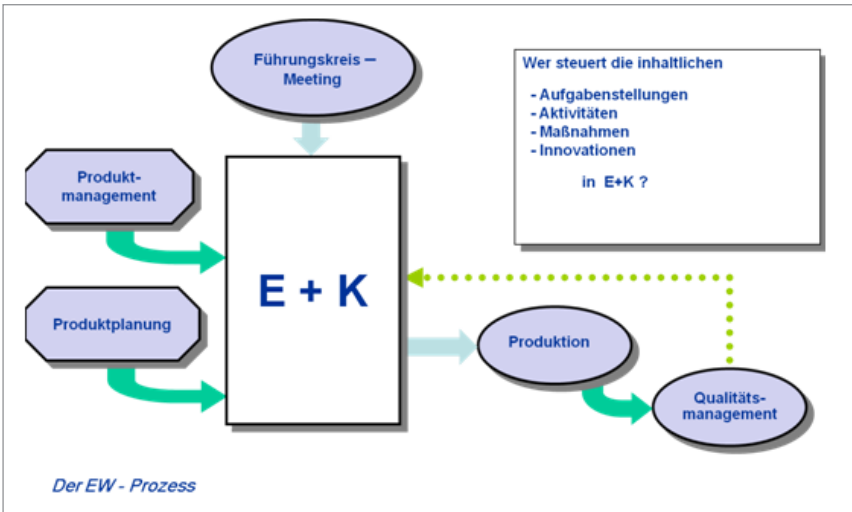 Führungskreis –
Meeting
Wer steuert die inhaltlichen
- Aufgabenstellungen
- Aktivitäten
- Maßnahmen
- Innovationen
in E+K ?
Produkt-
management
E + K
Produktplanung
Produktion
Qualitäts-
management
Der EW - Prozess